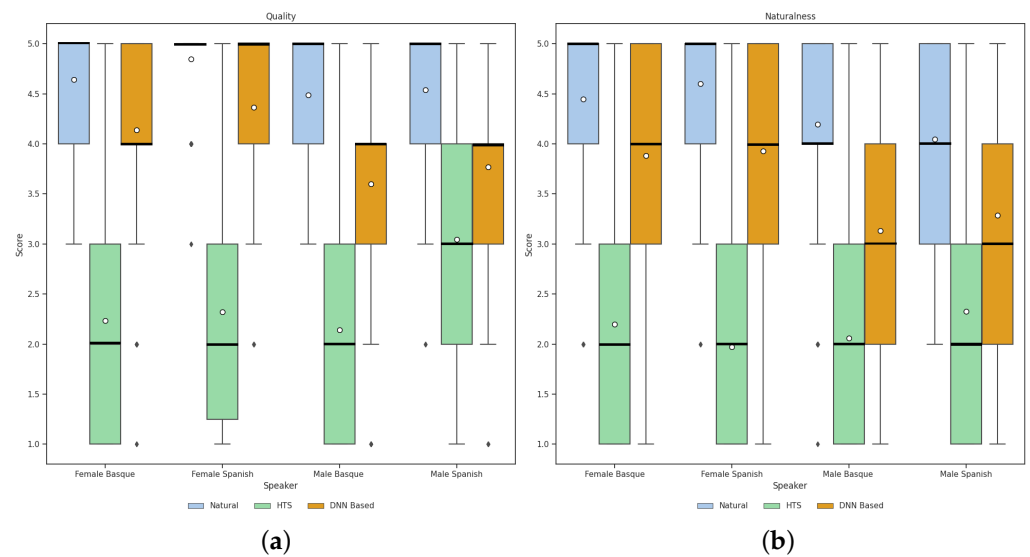 Quality
5.0
4.5
4.0
3.5
3.0
2.5
2.0
1.5
1.0
Score
Female Basque Female Spanish Male Basque Male Spanish
Speaker
Natural HTS DNN Based
(a)
Naturalness
5.0
4.5
4.0
3.5
3.0
2.5
2.0
1.5
1.0
Score
Female Basque Female Spanish Male Basque Male Spanish
Speaker
Natural HTS DNN Based
(b)